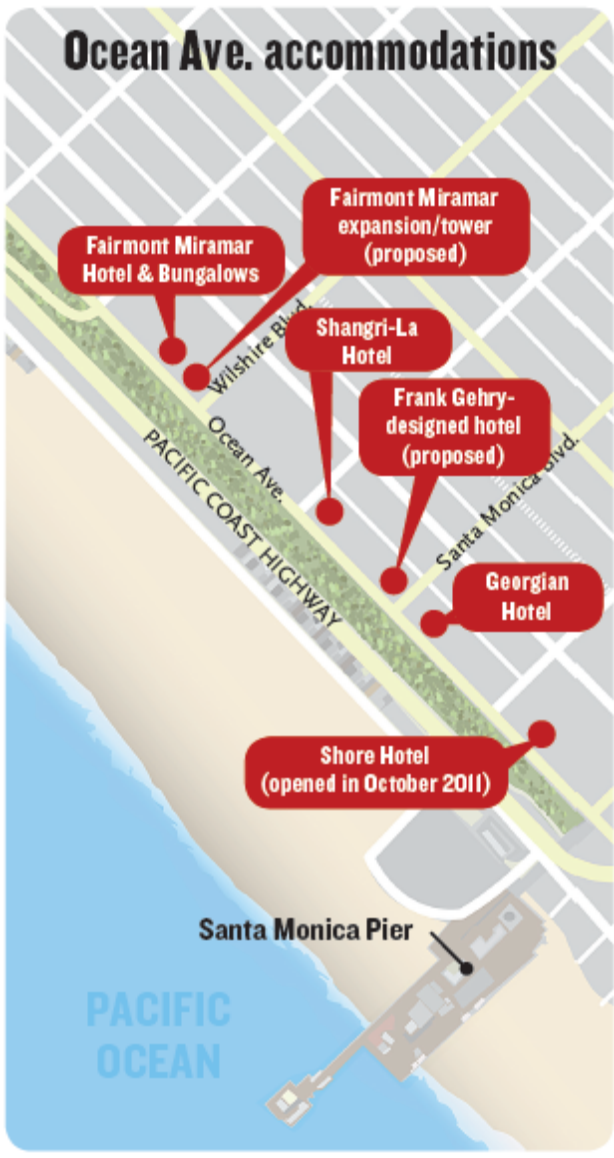 Ocean Ave. accommodations
Fairmont Miramar
expansion/tower
(proposed)
Fairmont Miramar
Hotel & Bungalows
Wilshire Blvd.
Shangri-La
Hotel
Frank Gehry-
designed hotel
(proposed)
Ocean Ave.
PACIFIC COAST HIGHWAY
Santa Monica Blvd.
Georgian
Hotel
Shore Hotel
(opened in October 2011)
Santa Monica Pier
PACIFIC
OCEAN